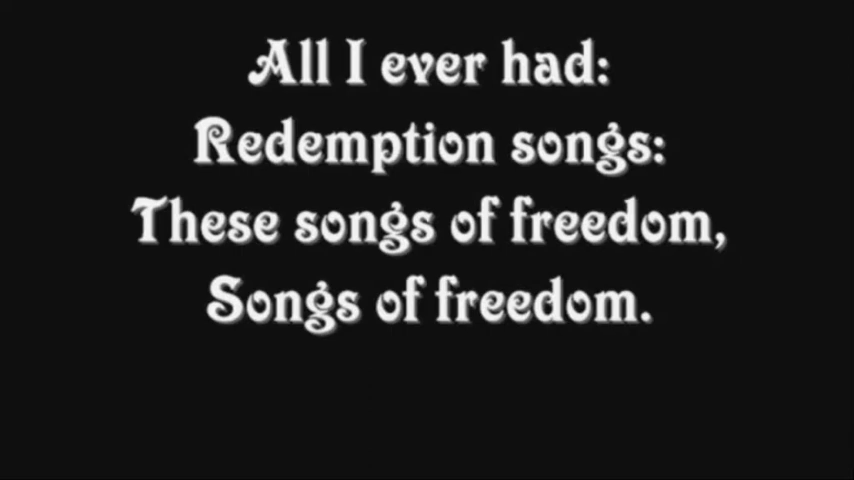 All I ever had:
Redemption songs:
These songs of freedom,
Songs of freedom.